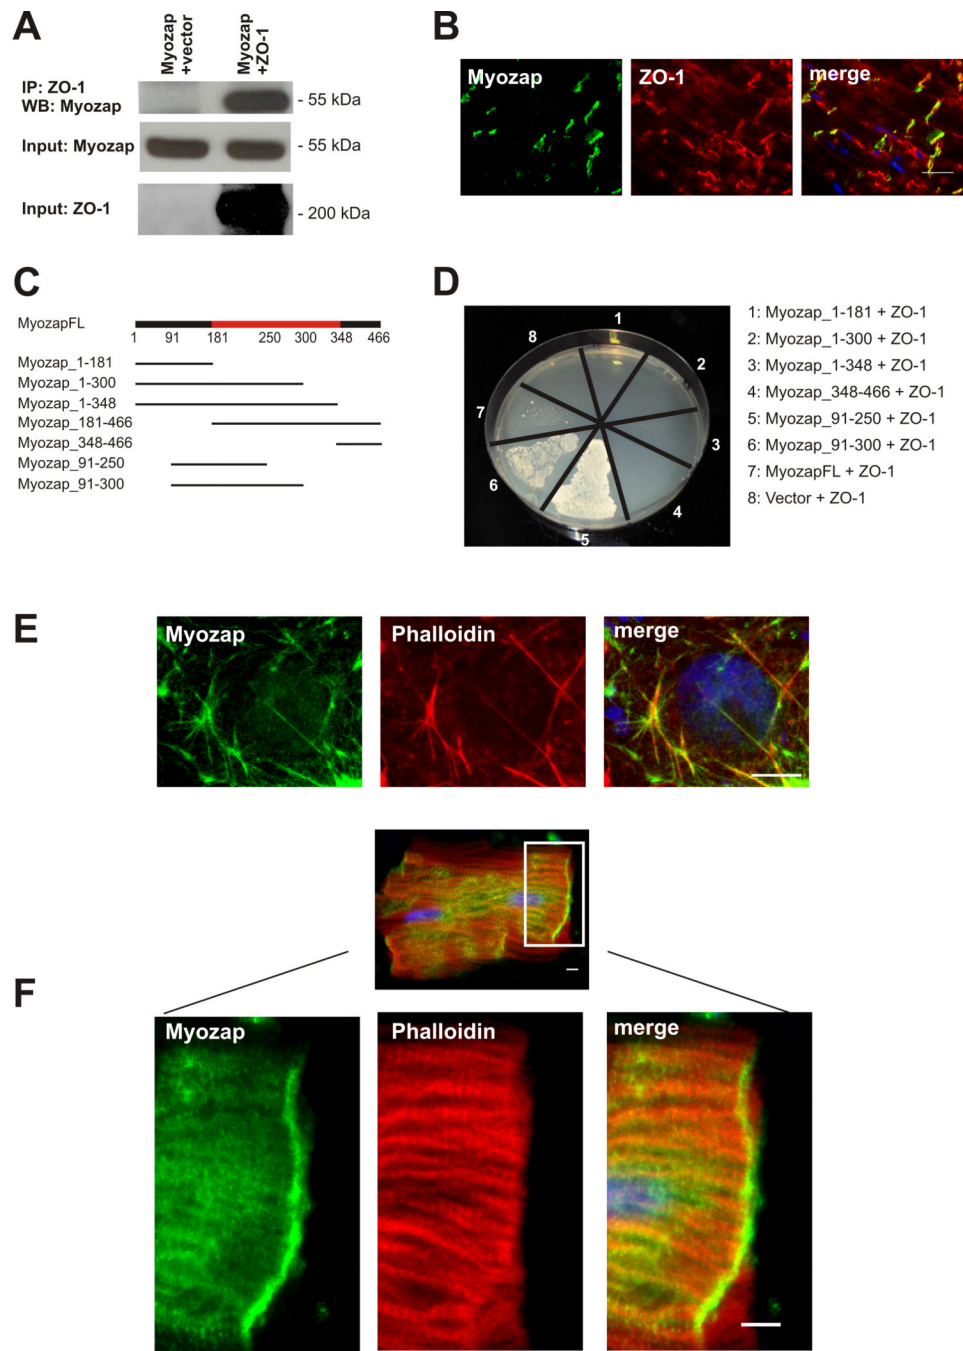 A
Myozap
+vector
Myozap
+ZO-1
IP: ZO-1
WB: Myozap
- 55 kDa
Input: Myozap
- 55 kDa
Input: ZO-1
- 200 kDa
B
Myozap
ZO-1
merge
C
MyozapFL
1 91 181 250 300 348 466
Myozap_1-181
Myozap_1-300
Myozap_1-348
Myozap_181-466
Myozap_348-466
Myozap_91-250
Myozap_91-300
D
1
2
3
4
5
6
7
8
1: Myozap_1-181 + ZO-1
2: Myozap_1-300 + ZO-1
3: Myozap_1-348 + ZO-1
4: Myozap_348-466 + ZO-1
5: Myozap_91-250 + ZO-1
6: Myozap_91-300 + ZO-1
7: MyozapFL + ZO-1
8: Vector + ZO-1
E
Myozap
Phalloidin
merge
F
Myozap
Phalloidin
merge